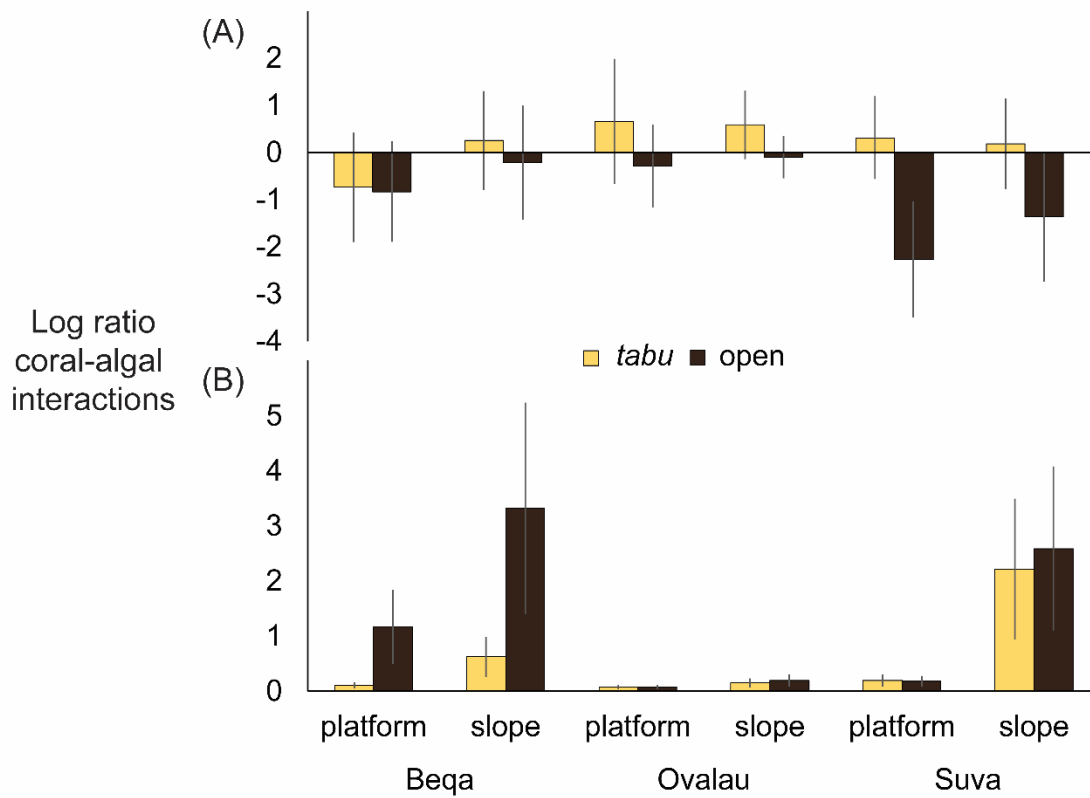 (A)
2
1
0
-1
-2
-3
-4
Log ratio
coral-algal
interactions
tabu open
(B)
5
4
3
2
1
0
platform slope platform slope platform slope
Beqa Ovalau Suva